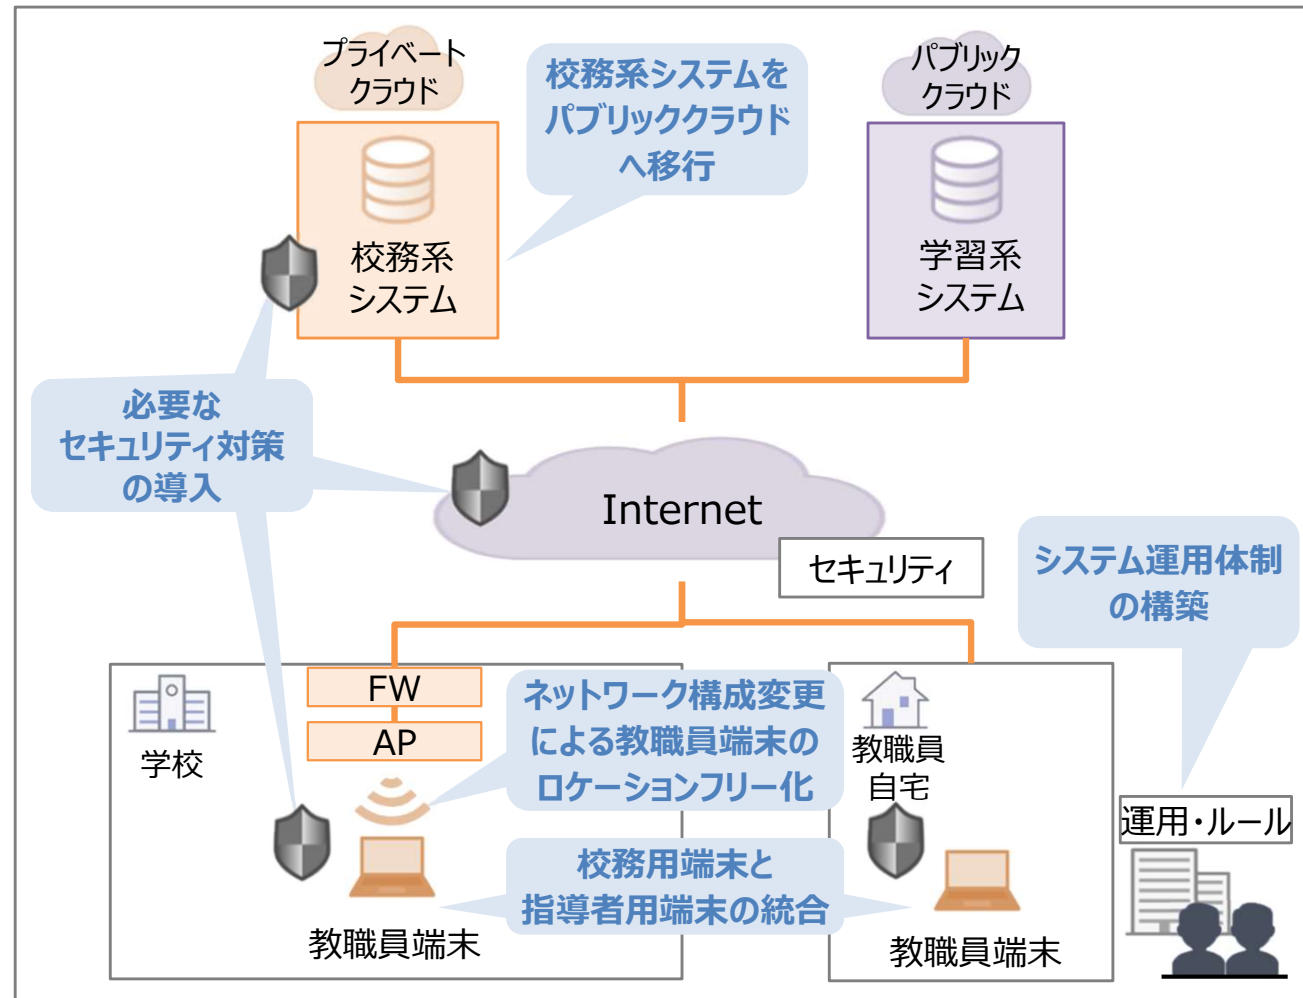 プライベート
クラウド
校務系システムを
パブリッククラウド
へ移行
パブリック
クラウド
校務系
システム
学習系
システム
必要な
セキュリティ対策
の導入
Internet
セキュリティ
システム運用体制
の構築
学校
FW
AP
ネットワーク構成変更
による教職員端末の
ロケーションフリー化
教職員
自宅
運用・ルール
校務用端末と
指導者用端末の統合
教職員端末
教職員端末